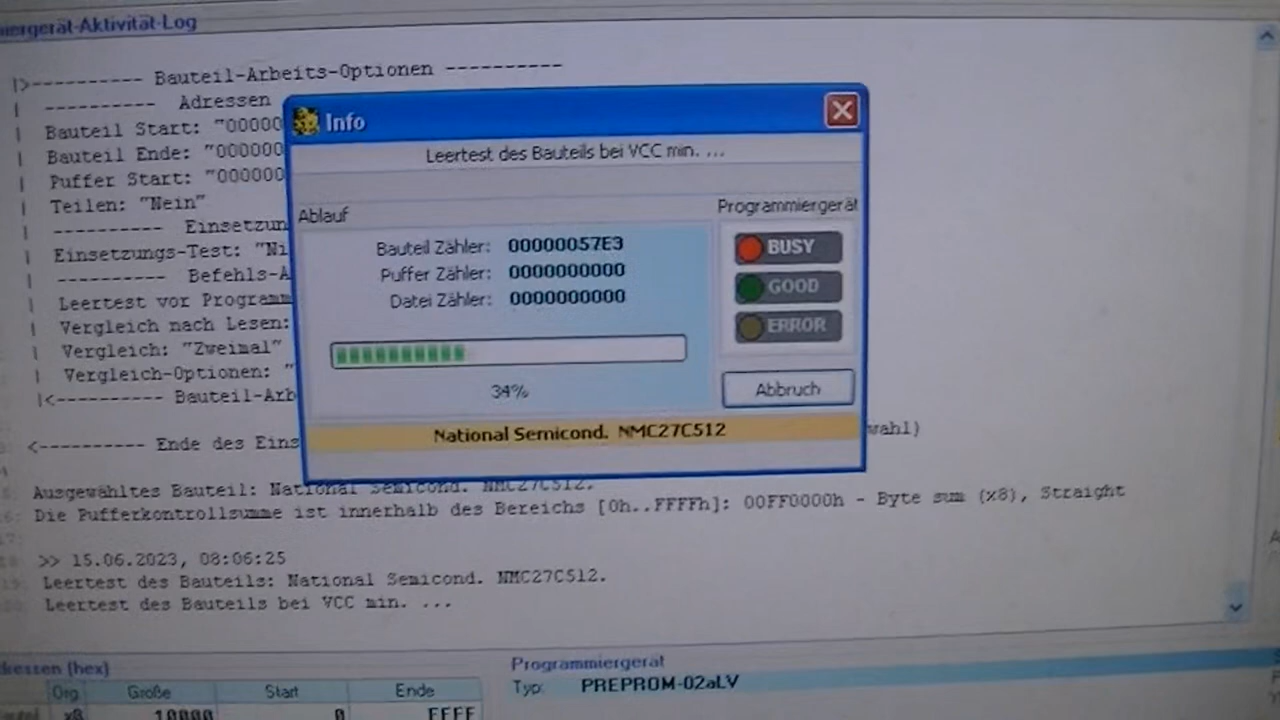 miergerät-Aktivität-Log
|>---------- Bauteil-Arbeits-Optionen ----------
| ---------- Adressen
| Bauteil Start: "00000
| Bauteil Ende: "000000
| Puffer Start: "000000
| Teilen: "Nein"
| ---------- Einsetzun
| Einsetzungs-Test: "Ni
| ---------- Befehls-A
| Leertest vor Programm
| Vergleich nach Lesen:
| Vergleich: "Zweimal"
| Vergleich-Optionen: "
|<---------- Bauteil-Arb
<---------- Ende des Eins
wahl)
Ausgewähltes Bauteil: National Semicond. NMC27C512.
Die Pufferkontrollsumme ist innerhalb des Bereichs [0h..FFFFh]: 00FF0000h - Byte sum (x8), Straight
>> 15.06.2023, 08:06:25
Leertest des Bauteils: National Semicond. NMC27C512.
Leertest des Bauteils bei VCC min. ...
Info
Leertest des Bauteils bei VCC min. ...
Ablauf
Bauteil Zähler: 00000057E3
Puffer Zähler: 0000000000
Datei Zähler: 0000000000
34%
Programmiergerät
BUSY
GOOD
ERROR
Abbruch
National Semicond. NMC27C512
ressen (hex)
Org. Größe Start Ende
x8 10000 0 FFFF
Programmiergerät
Typ: PREPROM-02aLV